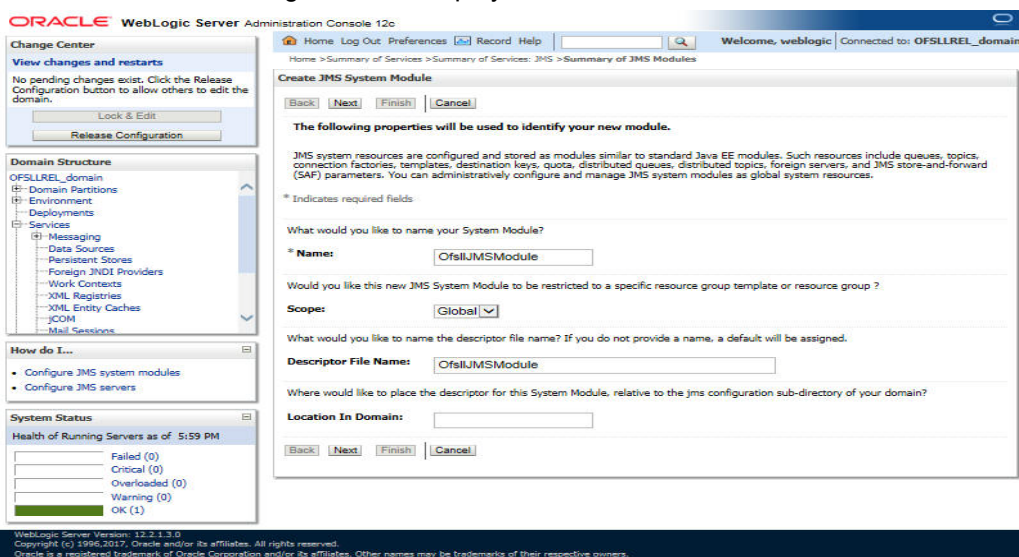 ORACLE WebLogic Server Administration Console 12c
Change Center
View changes and restarts
No pending changes exist. Click the Release
Configuration button to allow others to edit the
domain.
Lock & Edit
Release Configuration
Domain Structure
OFSLLREL_domain
Domain Partitions
Environment
Deployments
Services
Messaging
Data Sources
Persistent Stores
Foreign JNDI Providers
Work Contexts
XML Registries
XML Entity Caches
jCOM
Mail Sessions
How do I...
Configure JMS system modules
Configure JMS servers
System Status
Health of Running Servers as of 5:59 PM
Failed (0)
Critical (0)
Overloaded (0)
Warning (0)
OK (1)
Home Log Out Preferences Record Help
Welcome, weblogic Connected to: OFSLLREL_domain
Home >Summary of Services >Summary of Services: JMS >Summary of JMS Modules
Create JMS System Module
Back Next Finish Cancel
The following properties will be used to identify your new module.
JMS system resources are configured and stored as modules similar to standard Java EE modules. Such resources include queues, topics,
connection factories, templates, destination keys, quota, distributed queues, distributed topics, foreign servers, and JMS store-and-forward
(SAF) parameters. You can administratively configure and manage JMS system modules as global system resources.
* Indicates required fields
What would you like to name your System Module?
* Name: OfsllJMSModule
Would you like this new JMS System Module to be restricted to a specific resource group template or resource group ?
Scope: Global
What would you like to name the descriptor file name? If you do not provide a name, a default will be assigned.
Descriptor File Name: OfsllJMSModule
Where would like to place the descriptor for this System Module, relative to the jms configuration sub-directory of your domain?
Location In Domain:
Back Next Finish Cancel
WebLogic Server Version: 12.2.1.3.0
Copyright (c) 1996,2017, Oracle and/or its affiliates. All rights reserved.
Oracle is a registered trademark of Oracle Corporation and/or its affiliates. Other names may be trademarks of their respective owners.